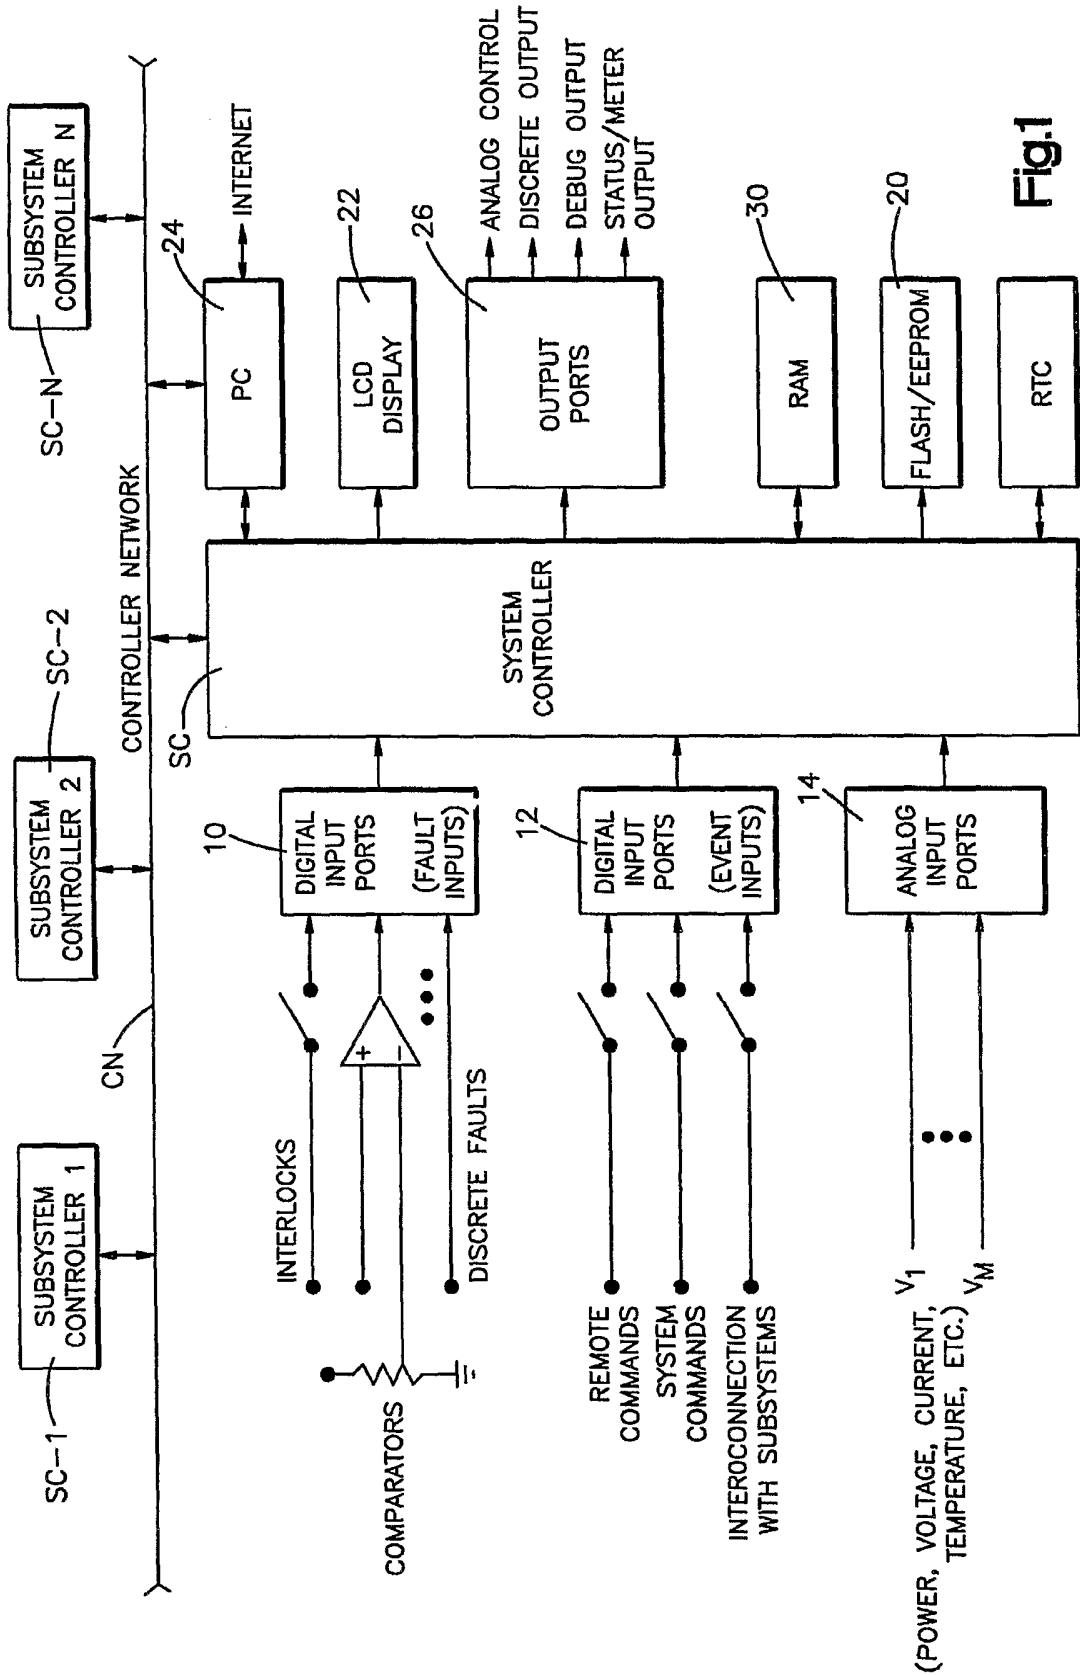 SC-1
SUBSYSTEM
CONTROLLER 1
SUBSYSTEM
CONTROLLER 2
SC-2
SC-N
SUBSYSTEM
CONTROLLER N
CN
CONTROLLER NETWORK
SC
SYSTEM
CONTROLLER
INTERLOCKS
COMPARATORS
+
−
DISCRETE FAULTS
10
DIGITAL
INPUT
PORTS
(FAULT
INPUTS)
REMOTE
COMMANDS
SYSTEM
COMMANDS
INTEROCONNECTION
WITH SUBSYSTEMS
12
DIGITAL
INPUT
PORTS
(EVENT
INPUTS)
V1
VM
(POWER, VOLTAGE, CURRENT,
TEMPERATURE, ETC.)
14
ANALOG
INPUT
PORTS
24
PC
INTERNET
22
LCD
DISPLAY
26
OUTPUT
PORTS
ANALOG CONTROL
DISCRETE OUTPUT
DEBUG OUTPUT
STATUS/METER
OUTPUT
30
RAM
20
FLASH/EEPROM
RTC
Fig.1